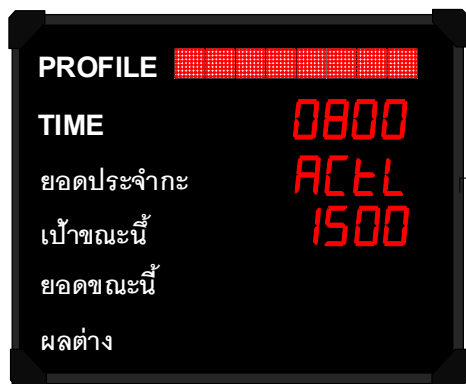 PROFILE
TIME 0800
ยอดประจำกะ ACtL
เป้าขณะนี้ 1500
ยอดขณะนี้
ผลต่าง